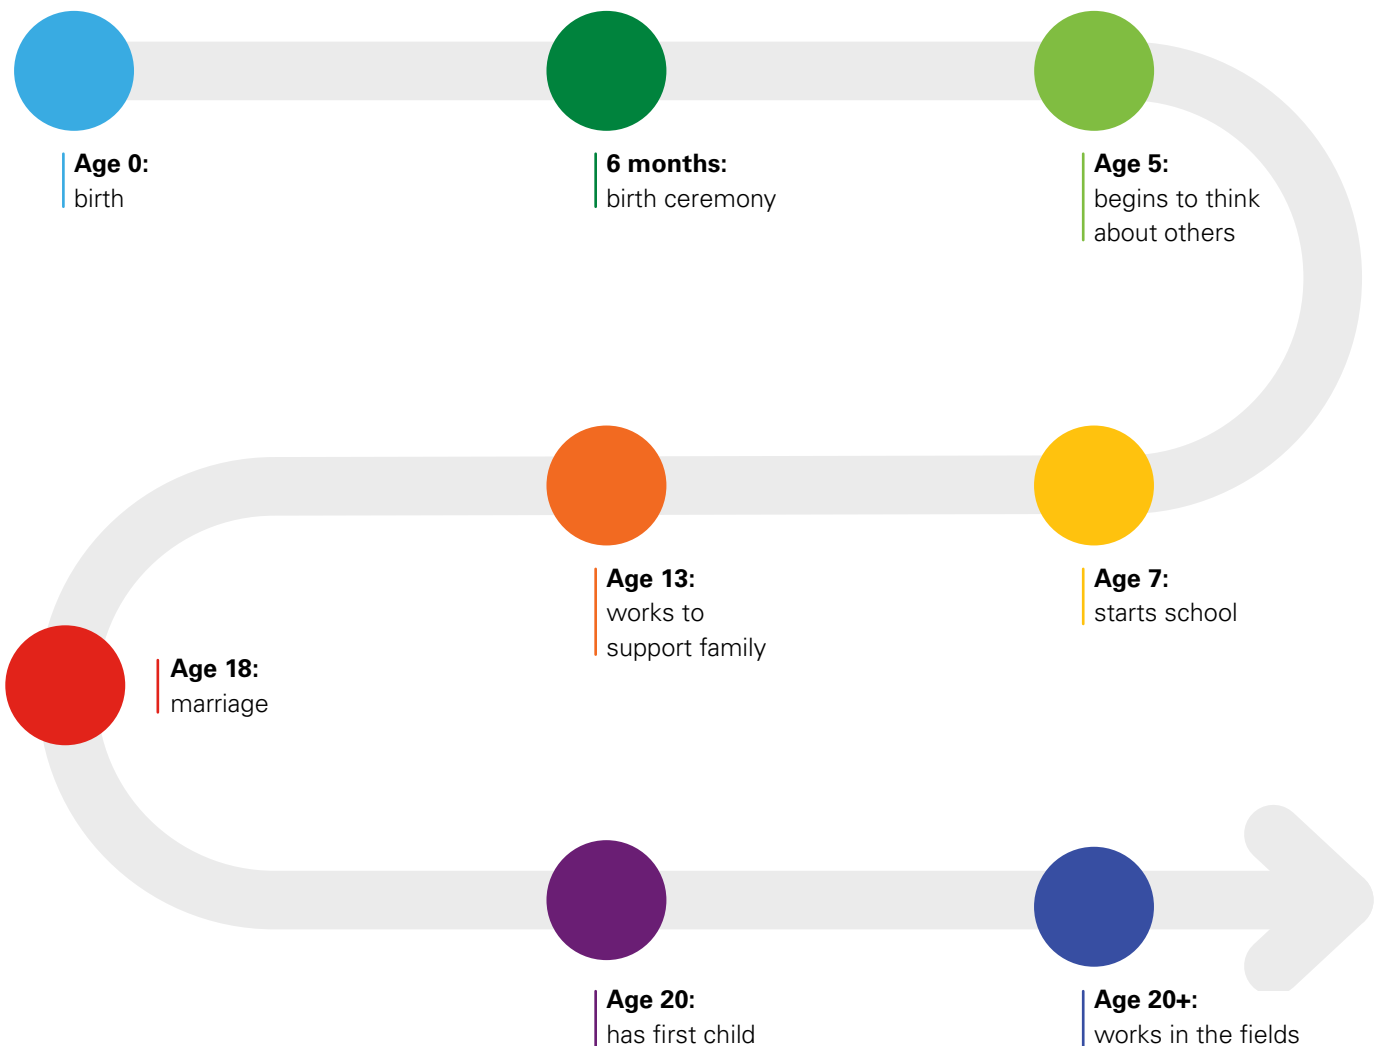 Age 0:
birth
6 months:
birth ceremony
Age 5:
begins to think
about others
Age 7:
starts school
Age 13:
works to
support family
Age 18:
marriage
Age 20:
has first child
Age 20+:
works in the fields